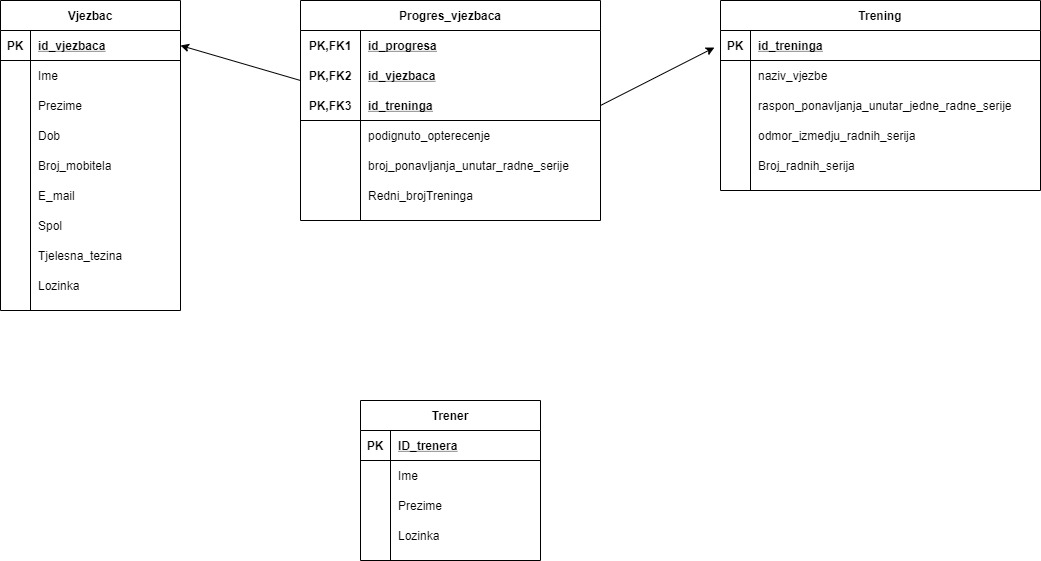 Vjezbac
PK id_vjezbaca
Ime
Prezime
Dob
Broj_mobitela
E_mail
Spol
Tjelesna_tezina
Lozinka
Progres_vjezbaca
PK,FK1 id_progresa
PK,FK2 id_vjezbaca
PK,FK3 id_treninga
podignuto_opterecenje
broj_ponavljanja_unutar_radne_serije
Redni_brojTreninga
Trening
PK id_treninga
naziv_vjezbe
raspon_ponavljanja_unutar_jedne_radne_serije
odmor_izmedju_radnih_serija
Broj_radnih_serija
Trener
PK ID_trenera
Ime
Prezime
Lozinka